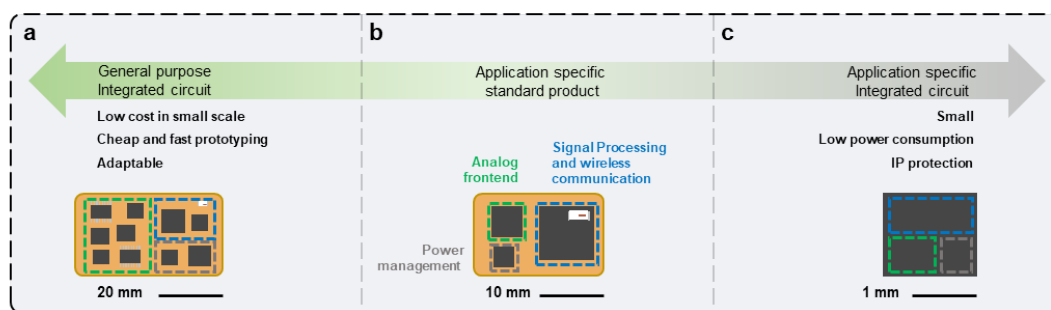 a
General purpose
Integrated circuit
Low cost in small scale
Cheap and fast prototyping
Adaptable
20 mm
b
Application specific
standard product
Analog
frontend
Signal Processing
and wireless
communication
Power
management
10 mm
c
Application specific
Integrated circuit
Small
Low power consumption
IP protection
1 mm